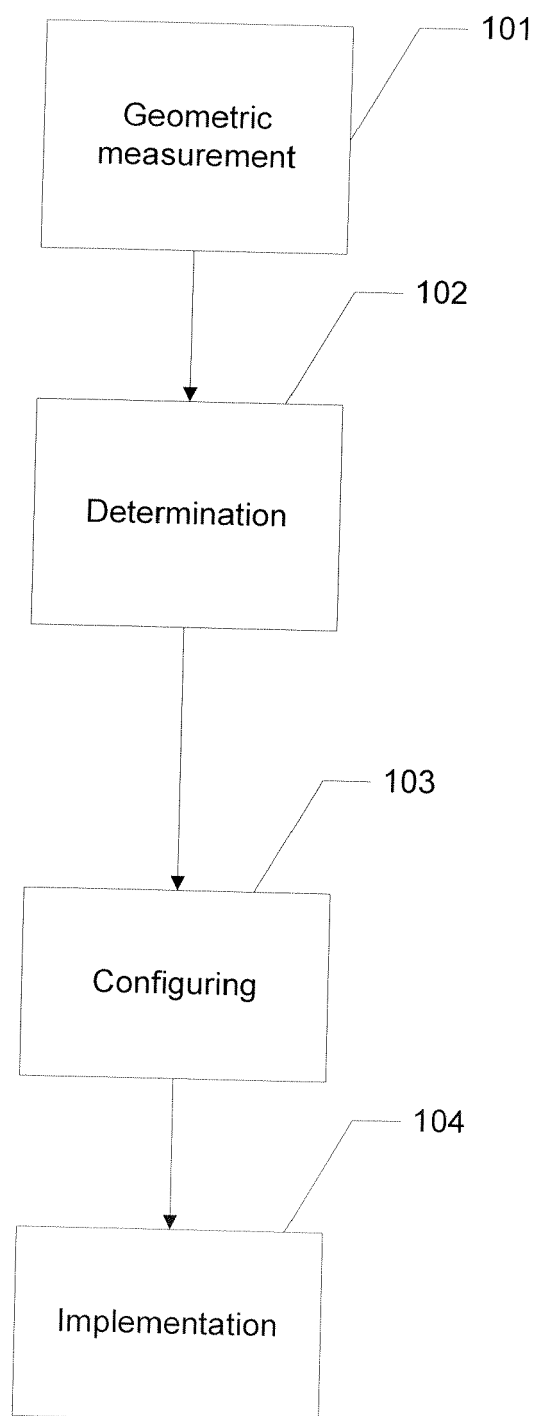 101
Geometric
measurement
102
Determination
103
Configuring
104
Implementation